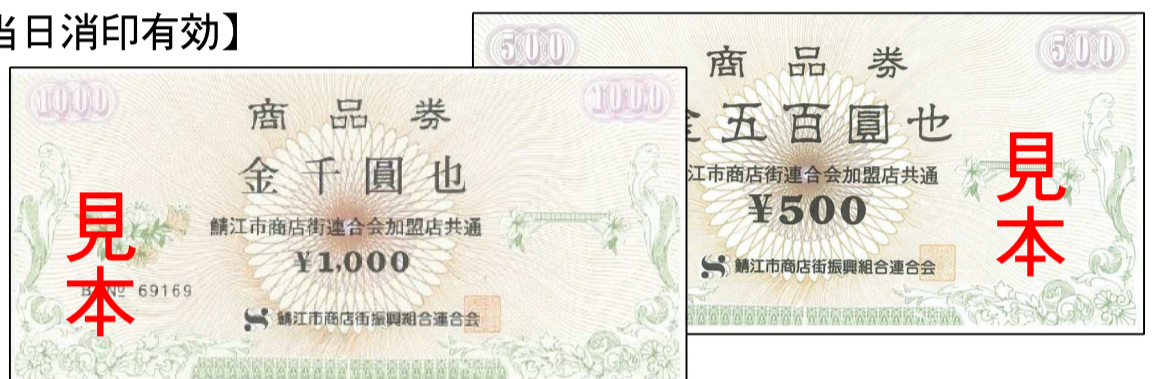 当日消印有効】
1000
1000
商品券
金千圓也
鯖江市商店街連合会加盟店共通
¥1,000
見本
№ 69169
鯖江市商店街振興組合連合会
500
500
商品券
五百圓也
江市商店街連合会加盟店共通
¥500
見本
鯖江市商店街振興組合連合会